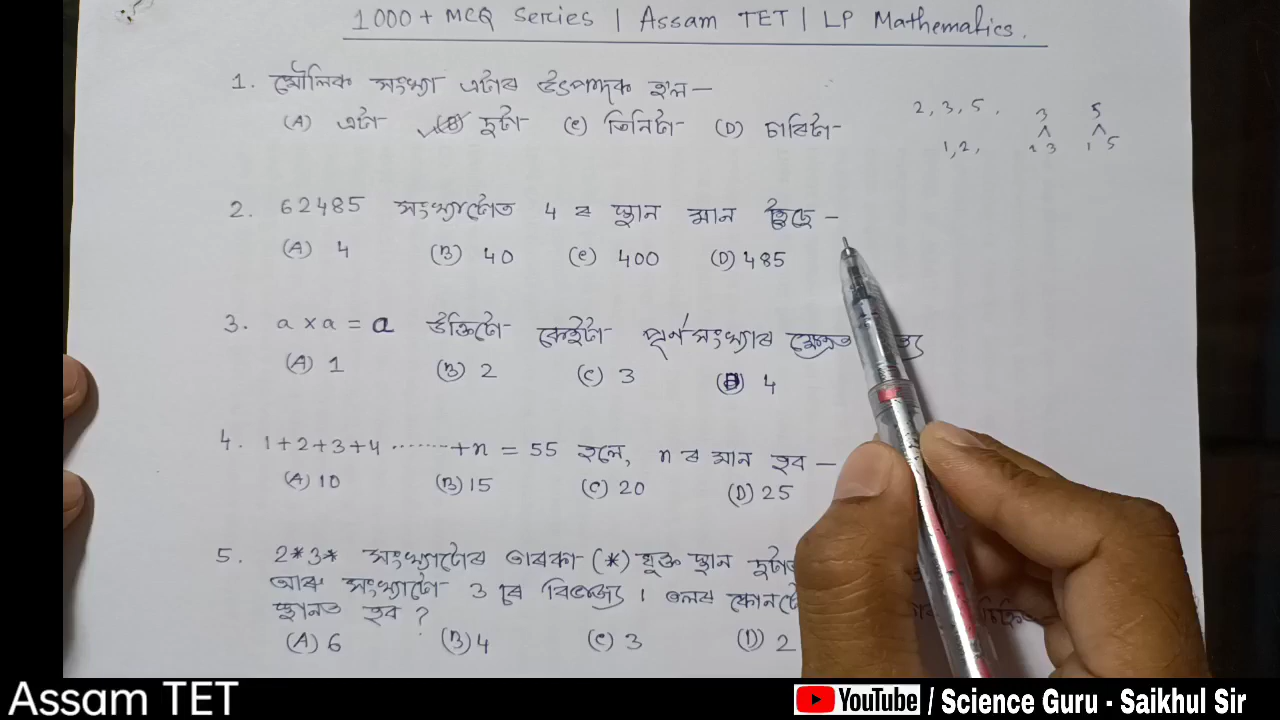 1000+ MCQ Series | Assam TET | LP Mathematics.
1. মৌলিক সংখ্যা এটাৰ উৎপাদক হ'ল —
(A) এটা (B) দুটা (C) তিনিটা (D) চাৰিটা
2, 3, 5, 3 5
1, 2, 1 3 1 5
2. 62485 সংখ্যাটোত 4 ৰ স্থান মান হৈছে —
(A) 4 (B) 40 (C) 400 (D) 485
3. a × a = a উক্তিটো কেইটা পূৰ্ণসংখ্যাৰ ক্ষেত্ৰত
(A) 1 (B) 2 (C) 3 (D) 4
4. 1+2+3+4 ........+n = 55 হলে, n ৰ মান হব —
(A) 10 (B) 15 (C) 20 (D) 25
5. 2*3* সংখ্যাটোৰ তাৰকা (*) যুক্ত স্থান দুটাত
আৰু সংখ্যাটো 3 ৰে বিভাজ্য । তলৰ কোনটো
স্থানত হব ?
(A) 6 (B) 4 (C) 3 (D) 2
Assam TET
YouTube / Science Guru - Saikhul Sir